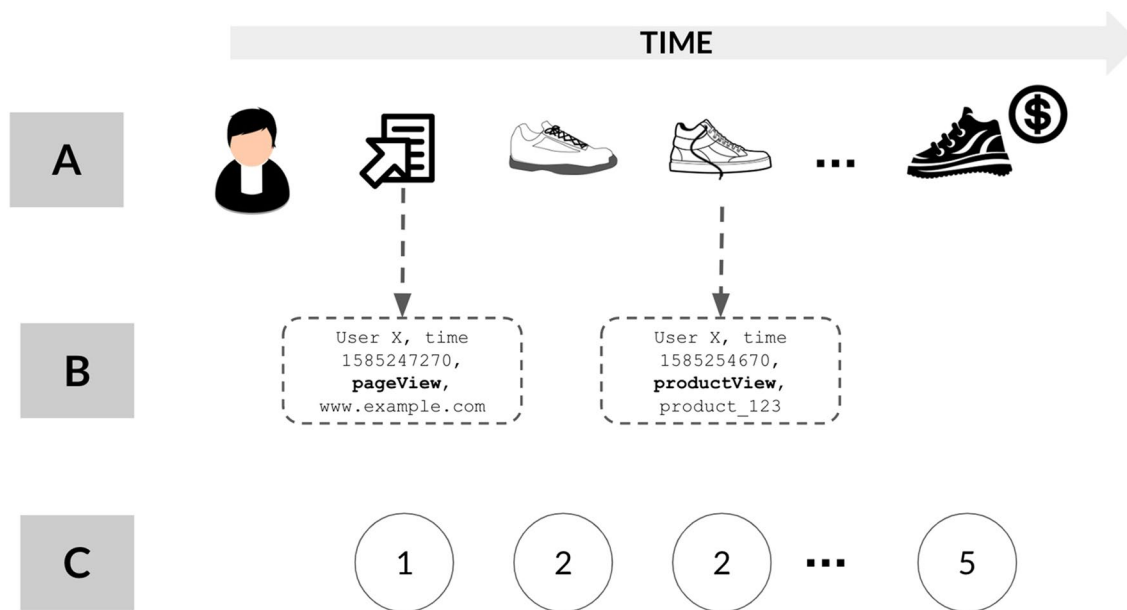 TIME
A
$
...
B
User X, time
1585247270,
pageView,
www.example.com
User X, time
1585254670,
productView,
product_123
C
1
2
2
...
5